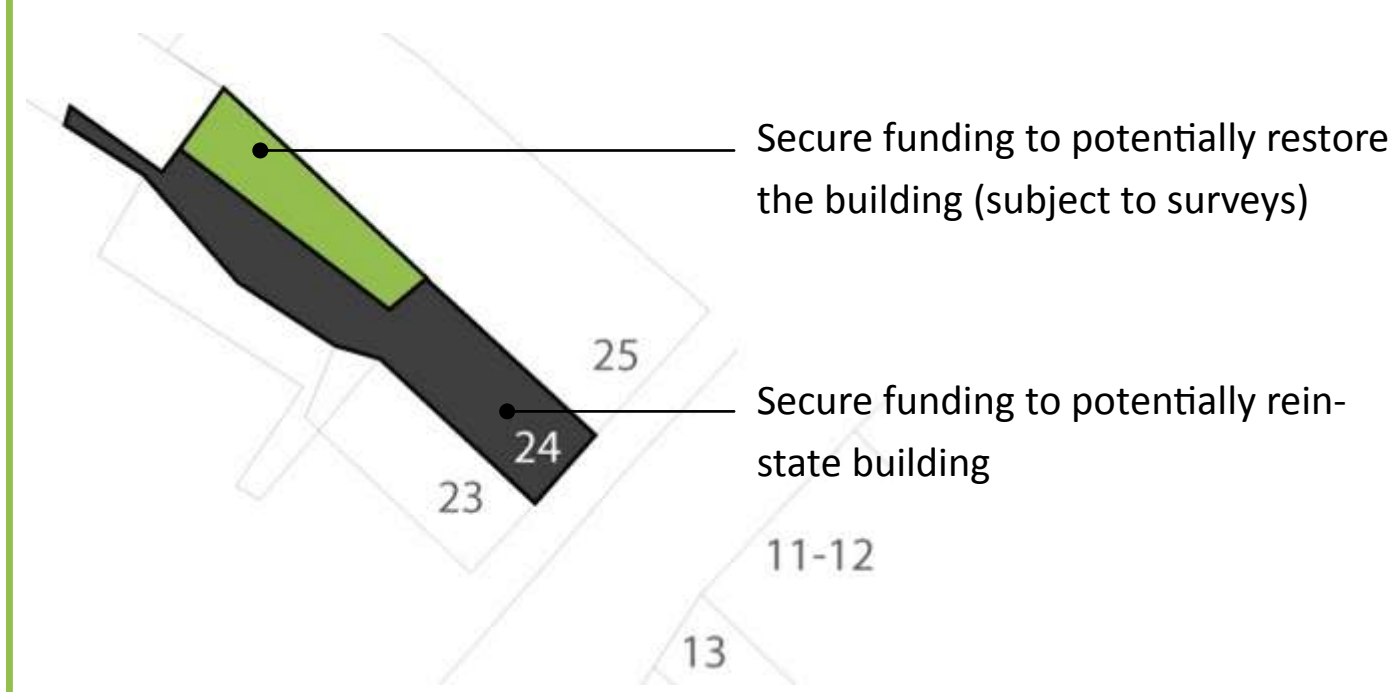 Secure funding to potentially restore
the building (subject to surveys)
25
Secure funding to potentially rein-
state building
24
23
11-12
13